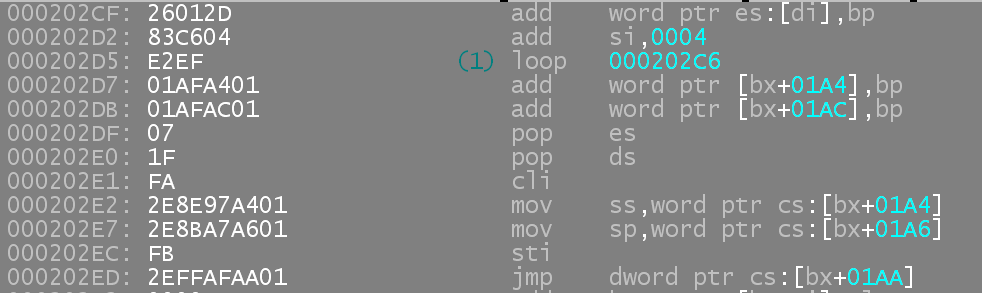 000202CF: 26012D add word ptr es:[di],bp
000202D2: 83C604 add si,0004
000202D5: E2EF (1) loop 000202C6
000202D7: 01AFA401 add word ptr [bx+01A4],bp
000202DB: 01AFAC01 add word ptr [bx+01AC],bp
000202DF: 07 pop es
000202E0: 1F pop ds
000202E1: FA cli
000202E2: 2E8E97A401 mov ss,word ptr cs:[bx+01A4]
000202E7: 2E8BA7A601 mov sp,word ptr cs:[bx+01A6]
000202EC: FB sti
000202ED: 2EFFAFAA01 jmp dword ptr cs:[bx+01AA]